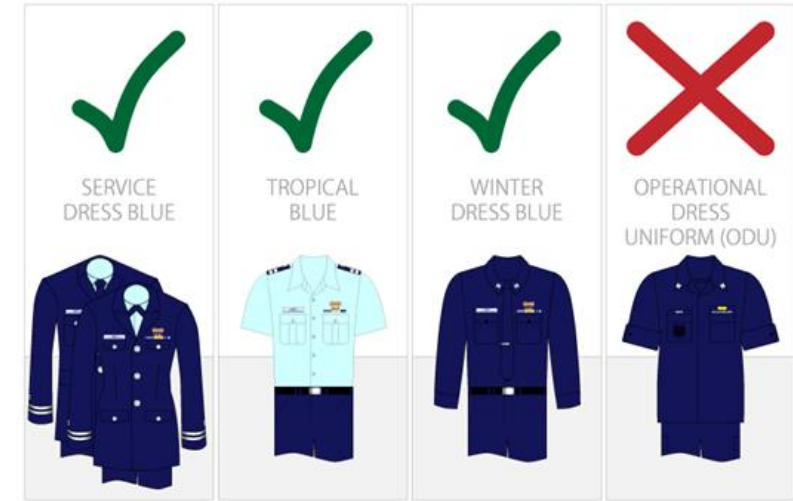 SERVICE
DRESS BLUE
TROPICAL
BLUE
WINTER
DRESS BLUE
OPERATIONAL
DRESS
UNIFORM (ODU)